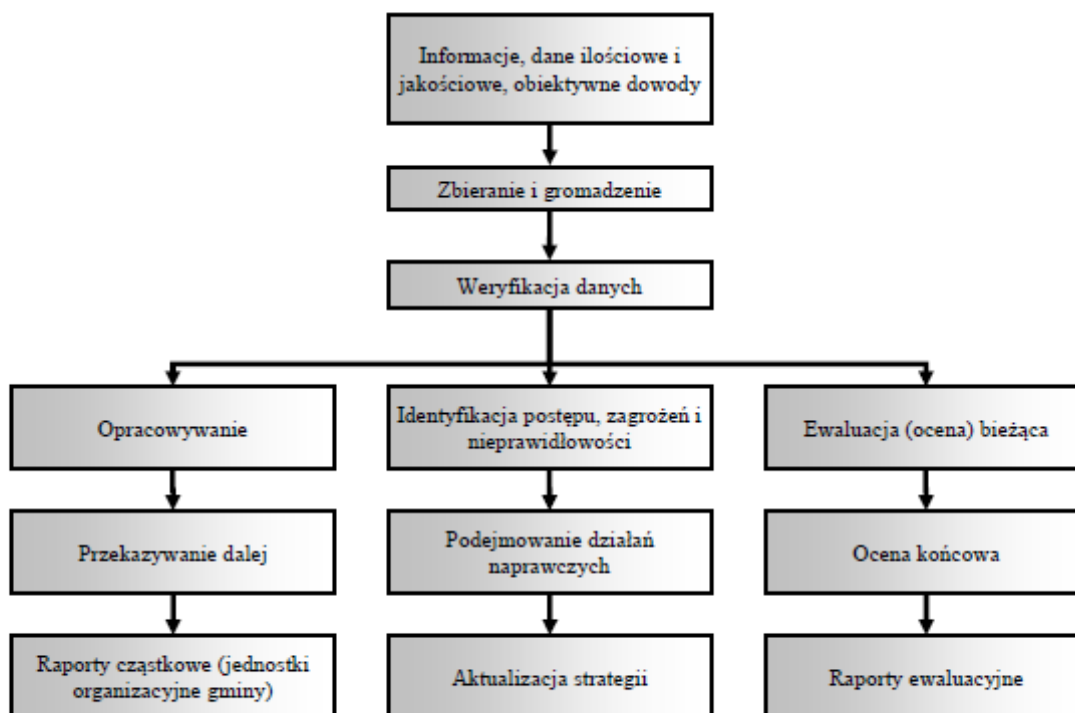 Informacje, dane ilościowe i
jakościowe, obiektywne dowody
Zbieranie i gromadzenie
Weryfikacja danych
Opracowywanie
Identyfikacja postępu, zagrożeń i
nieprawidłowości
Ewaluacja (ocena) bieżąca
Przekazywanie dalej
Podejmowanie działań
naprawczych
Ocena końcowa
Raporty cząstkowe (jednostki
organizacyjne gminy)
Aktualizacja strategii
Raporty ewaluacyjne